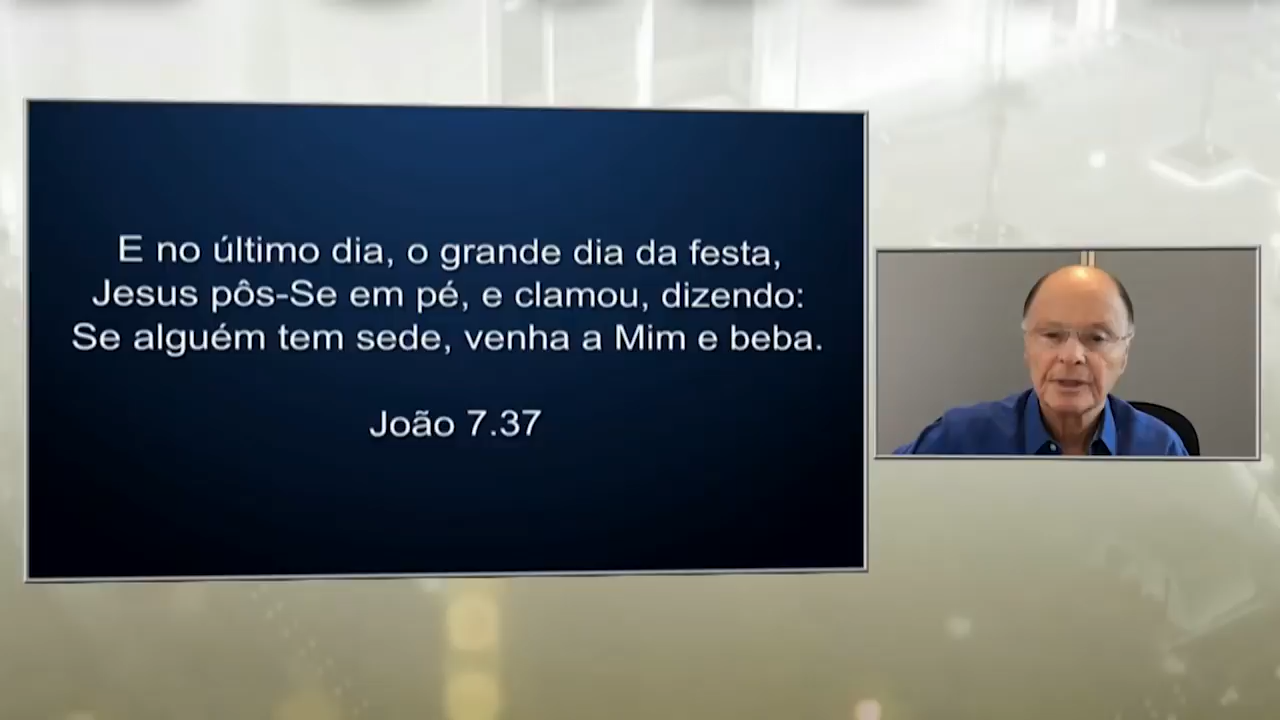 E no último dia, o grande dia da festa,
Jesus pôs-Se em pé, e clamou, dizendo:
Se alguém tem sede, venha a Mim e beba.
João 7.37